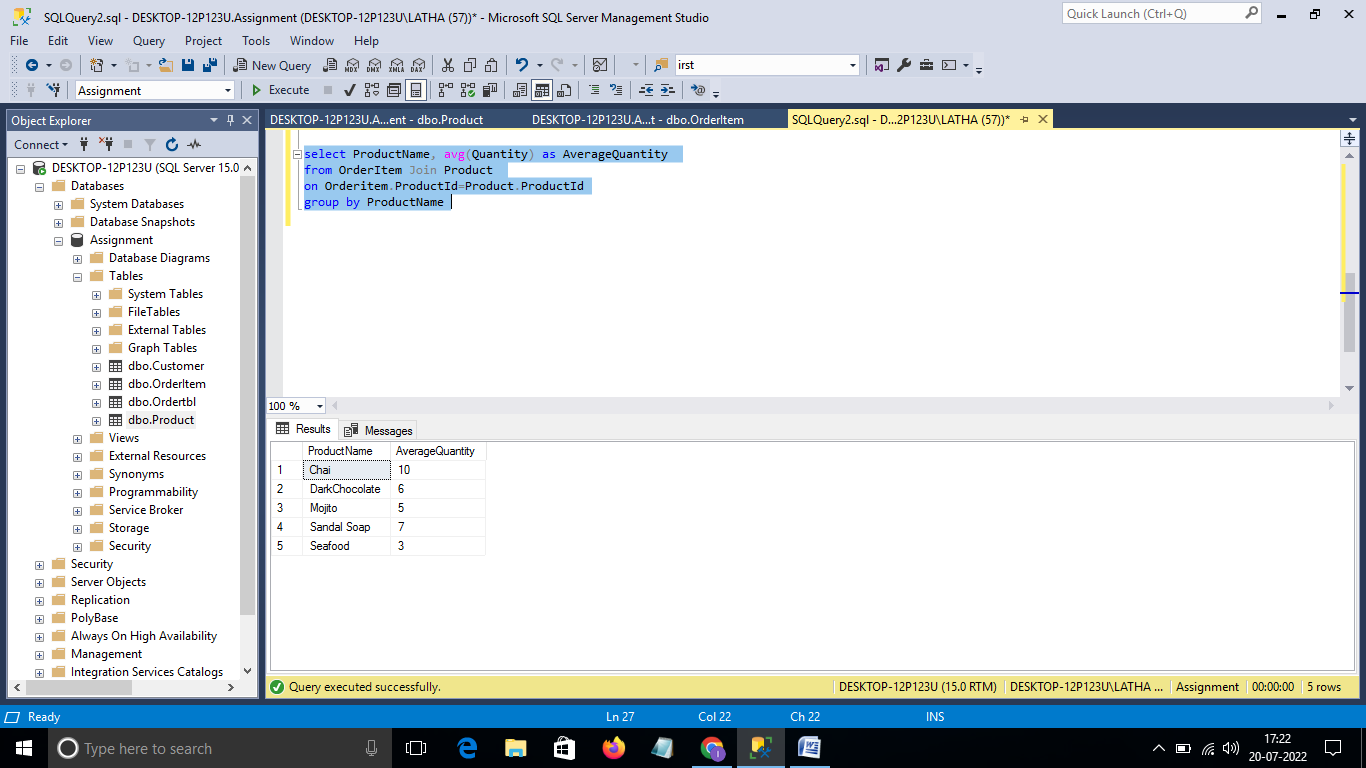 SQLQuery2.sql - DESKTOP-12P123U.Assignment (DESKTOP-12P123U\LATHA (57))* - Microsoft SQL Server Management Studio
Quick Launch (Ctrl+Q)
File Edit View Query Project Tools Window Help
New Query MDX DMX XMLA DAX irst
Assignment Execute
Object Explorer
DESKTOP-12P123U.A...ent - dbo.Product DESKTOP-12P123U.A...t - dbo.OrderItem SQLQuery2.sql - D...2P123U\LATHA (57))*
Connect
DESKTOP-12P123U (SQL Server 15.0
Databases
System Databases
Database Snapshots
Assignment
Database Diagrams
Tables
System Tables
FileTables
External Tables
Graph Tables
dbo.Customer
dbo.OrderItem
dbo.Ordertbl
dbo.Product
Views
External Resources
Synonyms
Programmability
Service Broker
Storage
Security
Security
Server Objects
Replication
PolyBase
Always On High Availability
Management
Integration Services Catalogs
select ProductName, avg(Quantity) as AverageQuantity
from OrderItem Join Product
on Orderitem.ProductId=Product.ProductId
group by ProductName
100 %
Results Messages
ProductName AverageQuantity
1 Chai 10
2 DarkChocolate 6
3 Mojito 5
4 Sandal Soap 7
5 Seafood 3
Query executed successfully. DESKTOP-12P123U (15.0 RTM) DESKTOP-12P123U\LATHA ... Assignment 00:00:00 5 rows
Ready Ln 27 Col 22 Ch 22 INS
Type here to search
17:22
20-07-2022